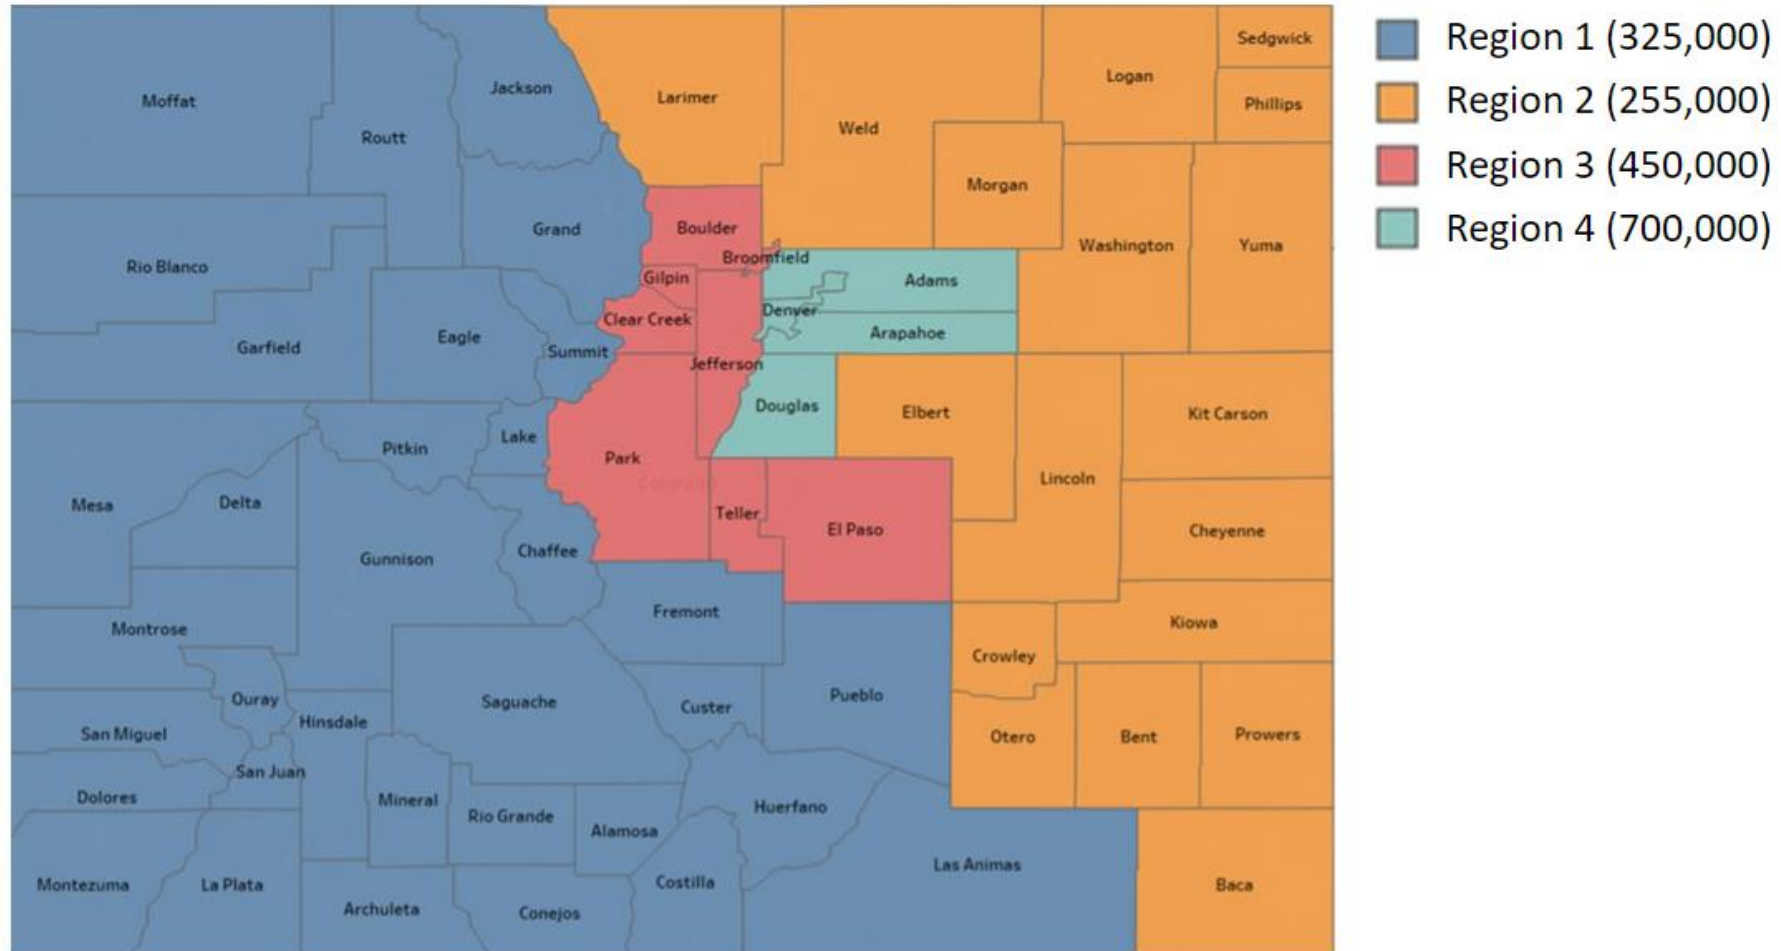 Region 1 (325,000)
Region 2 (255,000)
Region 3 (450,000)
Region 4 (700,000)
Sedgwick
Logan
Jackson
Larimer
Moffat
Phillips
Weld
Routt
Morgan
Boulder
Grand
Washington
Yuma
Broomfield
Rio Blanco
Gilpin
Adams
Denver
Clear Creek
Arapahoe
Eagle
Garfield
Summit
Jefferson
Douglas
Elbert
Kit Carson
Lake
Pitkin
Park
Lincoln
Colorado
Delta
Mesa
Teller
El Paso
Cheyenne
Chaffee
Gunnison
Fremont
Kiowa
Montrose
Crowley
Pueblo
Ouray
Saguache
Custer
Hinsdale
San Miguel
Otero
Bent
Prowers
San Juan
Dolores
Mineral
Huerfano
Rio Grande
Alamosa
Las Animas
Costilla
Montezuma
La Plata
Baca
Archuleta
Conejos